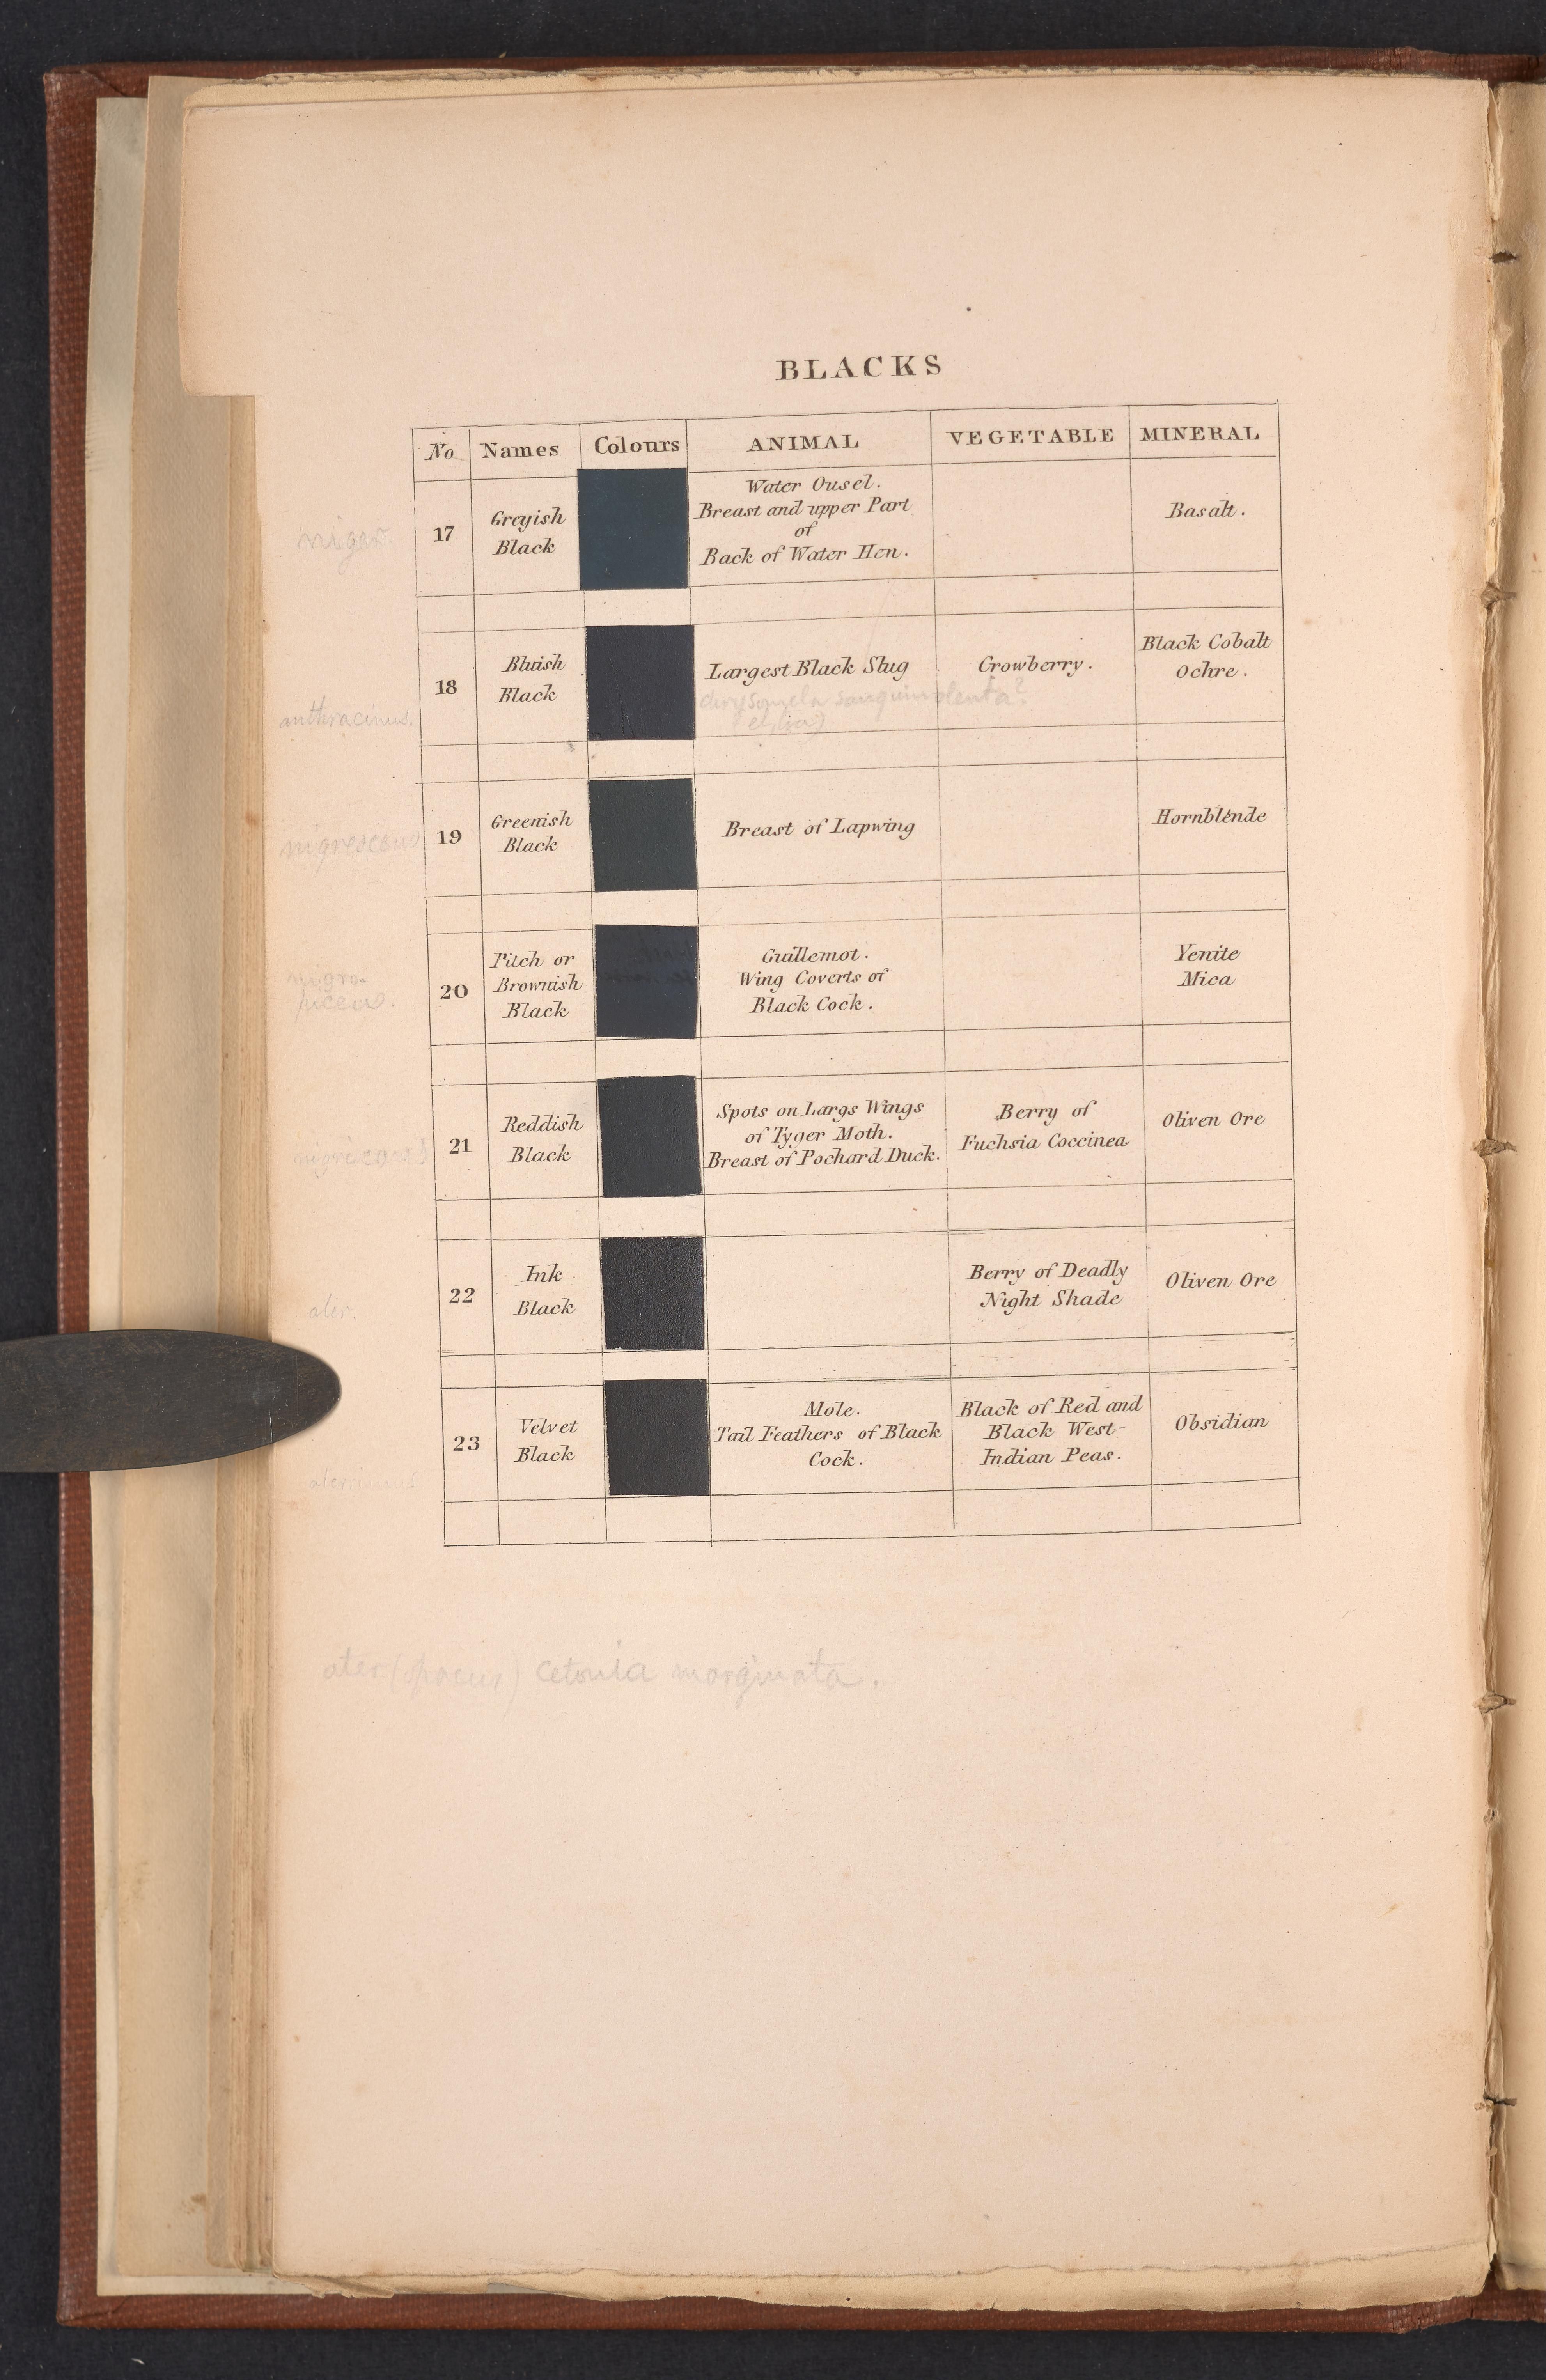 BLACKS
No Names Colours ANIMAL VEGETABLE MINERAL
niger
17
Greyish
Black
Water Ousel.
Breast and upper Part
of
Back of Water Hen.
Basalt.
anthracinus.
18
Bluish
Black
Largest Black Slug
chrysomela sanguinolenta?
Crowberry.
Black Cobalt
Ochre.
nigrescens
19
Greenish
Black
Breast of Lapwing
Hornblende
nigro-
piceus.
20
Pitch or
Brownish
Black
Guillemot.
Wing Coverts of
Black Cock.
Yenite
Mica
21
Reddish
Black
Spots on Largs Wings
of Tyger Moth.
Breast of Pochard Duck.
Berry of
Fuchsia Coccinea
Oliven Ore
ater.
22
Ink
Black
Berry of Deadly
Night Shade
Oliven Ore
23
Velvet
Black
Mole.
Tail Feathers of Black
Cock.
Black of Red and
Black West-
Indian Peas.
Obsidian
ater cetonia marginata.